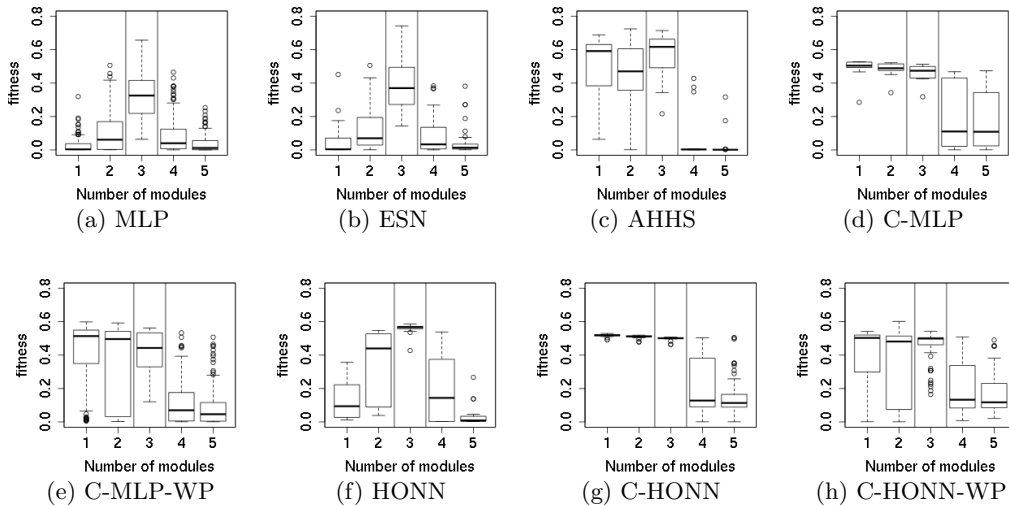 0.8
0.6
0.4
0.2
0.0
fitness
1 2 3 4 5
Number of modules
(a) MLP
0.8
0.6
0.4
0.2
0.0
fitness
1 2 3 4 5
Number of modules
(b) ESN
0.8
0.6
0.4
0.2
0.0
fitness
1 2 3 4 5
Number of modules
(c) AHHS
0.8
0.6
0.4
0.2
0.0
fitness
1 2 3 4 5
Number of modules
(d) C-MLP
0.8
0.6
0.4
0.2
0.0
fitness
1 2 3 4 5
Number of modules
(e) C-MLP-WP
0.8
0.6
0.4
0.2
0.0
fitness
1 2 3 4 5
Number of modules
(f) HONN
0.8
0.6
0.4
0.2
0.0
fitness
1 2 3 4 5
Number of modules
(g) C-HONN
0.8
0.6
0.4
0.2
0.0
fitness
1 2 3 4 5
Number of modules
(h) C-HONN-WP